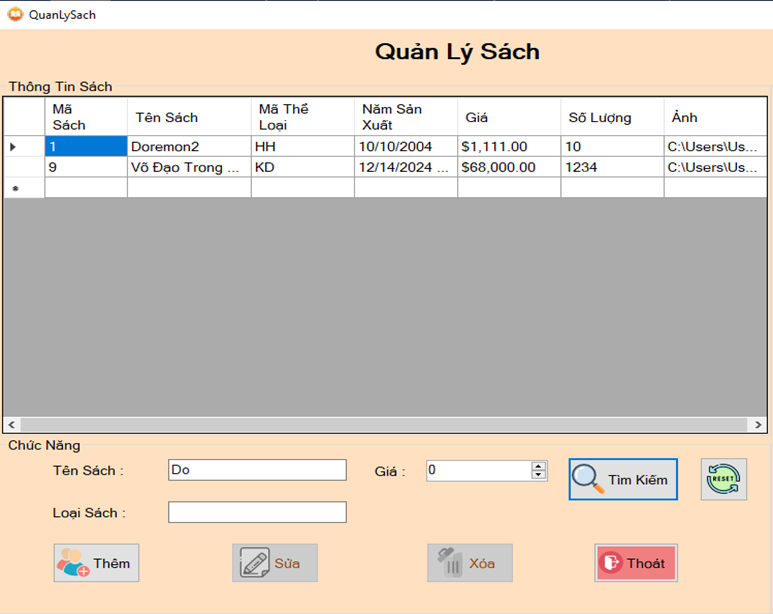 QuanLySach
Quản Lý Sách
Thông Tin Sách
Mã Sách Tên Sách Mã Thể Loại Năm Sản Xuất Giá Số Lượng Ảnh
1 Doremon2 HH 10/10/2004 $1,111.00 10 C:\Users\Us...
9 Võ Đạo Trong ... KD 12/14/2024 ... $68,000.00 1234 C:\Users\Us...
Chức Năng
Tên Sách : Do Giá : 0 Tìm Kiếm RESET
Loại Sách :
Thêm Sửa Xóa Thoát